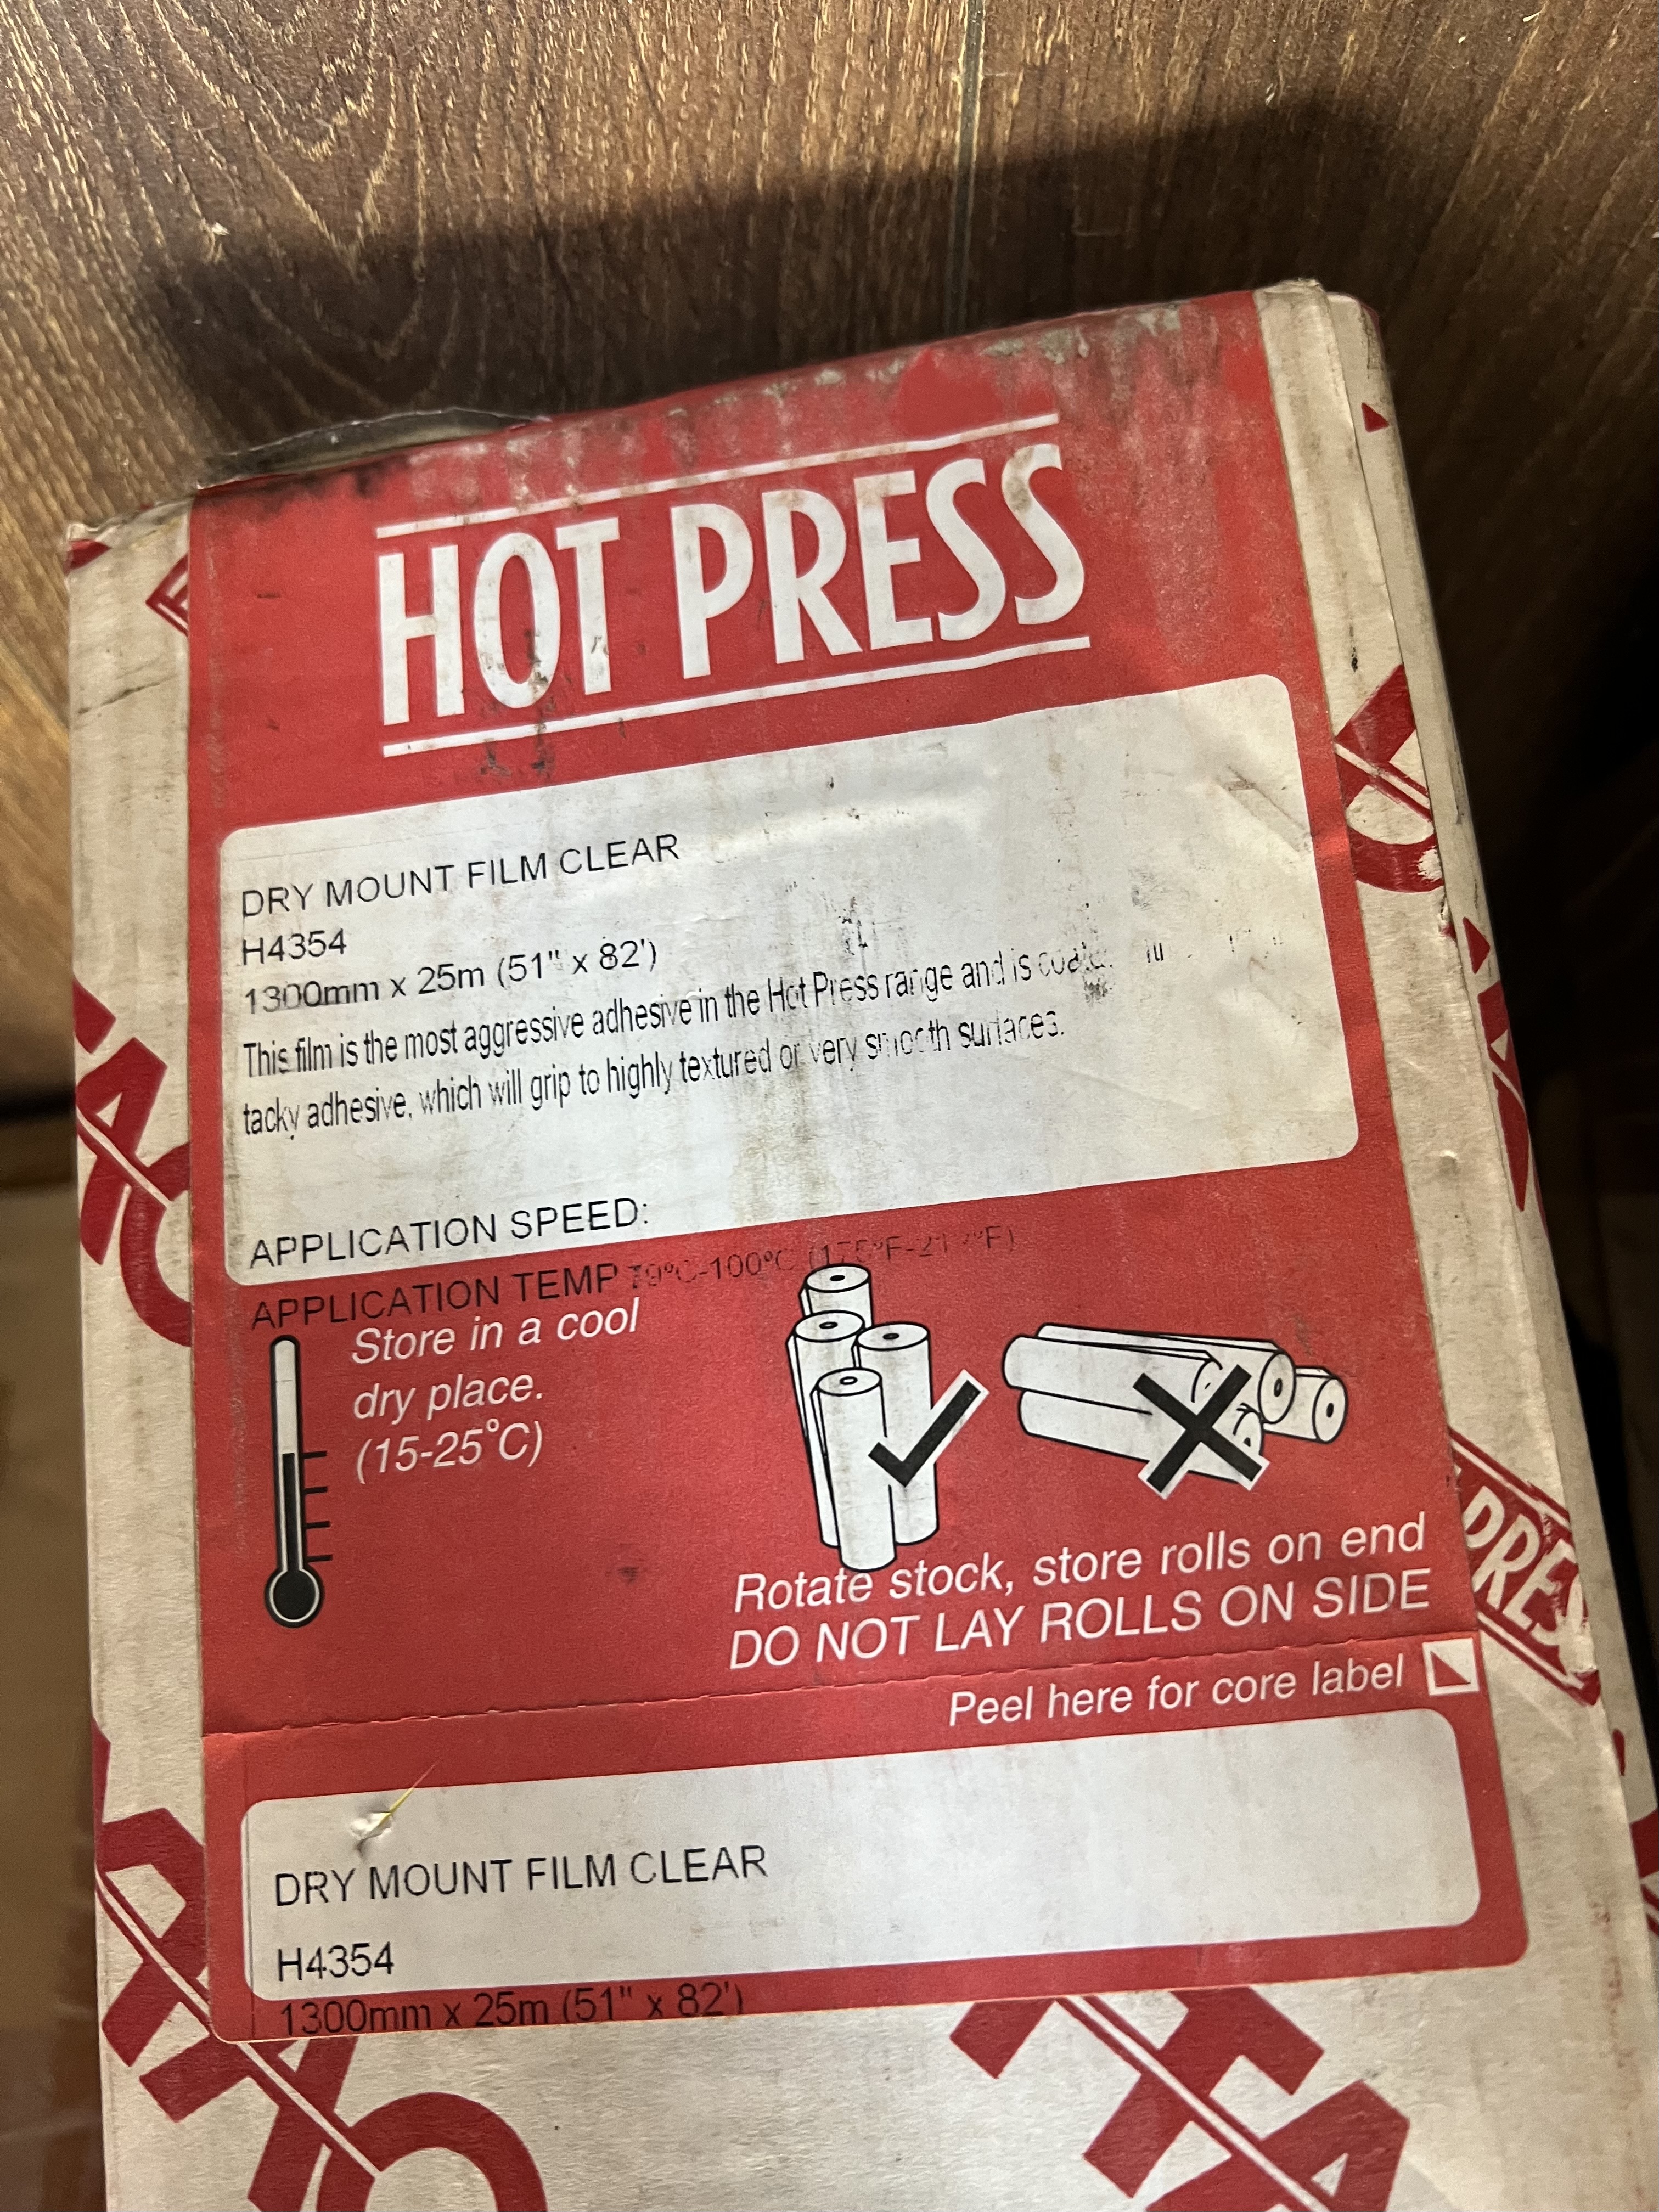 HOT PRESS
DRY MOUNT FILM CLEAR
H4354
1300mm x 25m (51" x 82')
This film is the most aggressive adhesive in the Hot Press range and is
tacky adhesive, which will grip to highly textured or very smooth surfaces.
APPLICATION SPEED:
APPLICATION TEMP 79°C-100°C
Store in a cool
dry place.
(15-25°C)
Rotate stock, store rolls on end
DO NOT LAY ROLLS ON SIDE
Peel here for core label
DRY MOUNT FILM CLEAR
H4354
1300mm x 25m (51" x 82')
PRESS